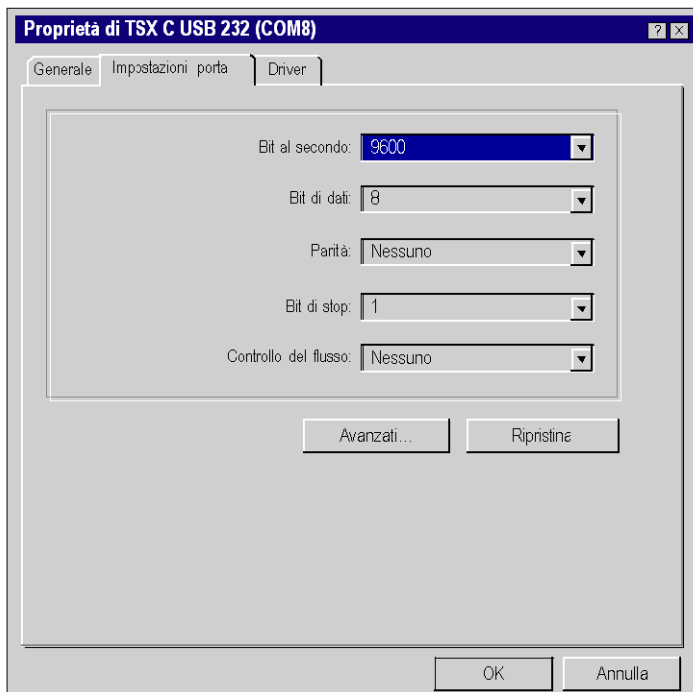 Proprietà di TSX C USB 232 (COM8)
Generale Impostazioni porta Driver
Bit al secondo: 9600
Bit di dati: 8
Parità: Nessuno
Bit di stop: 1
Controllo del flusso: Nessuno
Avanzati... Ripristina
OK Annulla